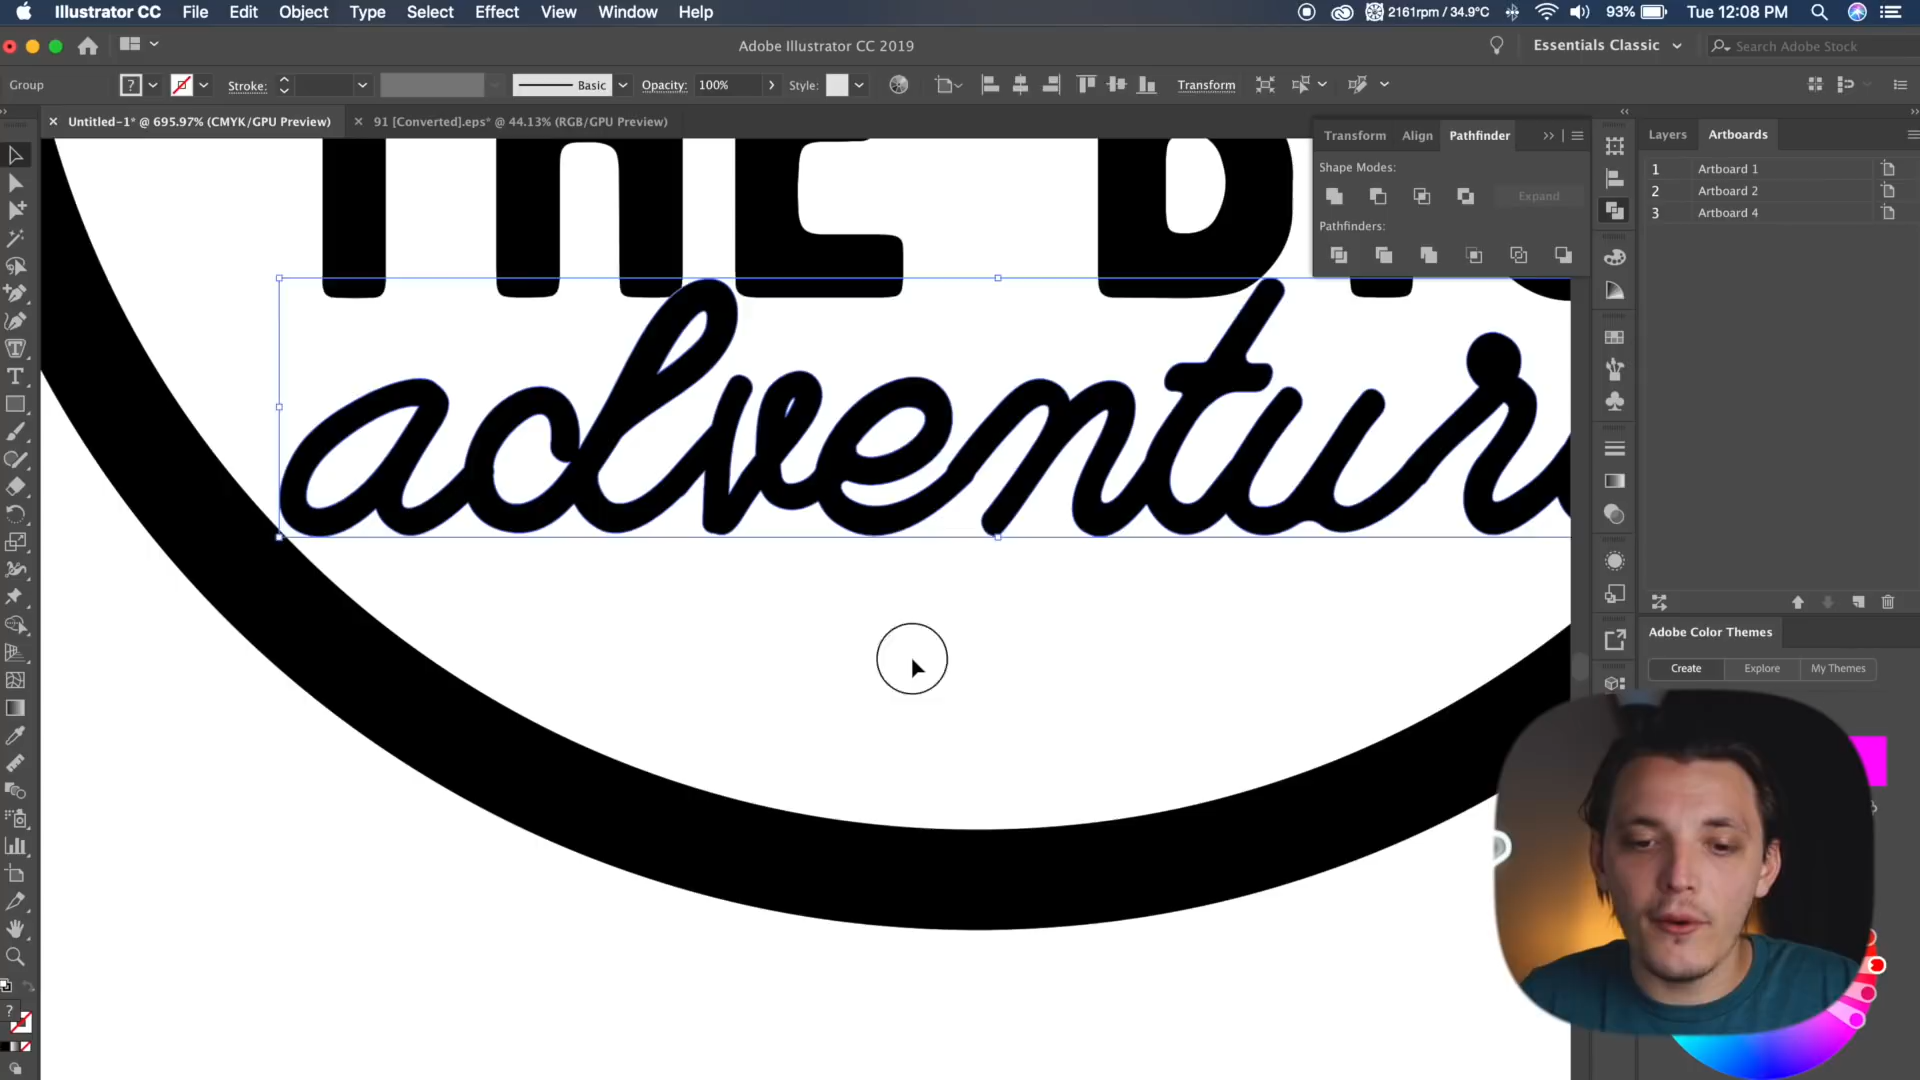 Illustrator CC File Edit Object Type Select Effect View Window Help 2161rpm / 34.9°C 93% Tue 12:08 PM
Adobe Illustrator CC 2019 Essentials Classic Search Adobe Stock
Group ? Stroke: Basic Opacity: 100% Style: Transform
Untitled-1* @ 695.97% (CMYK/GPU Preview) 91 [Converted].eps* @ 44.13% (RGB/GPU Preview)
Transform Align Pathfinder Layers Artboards
Shape Modes:
Expand
Pathfinders:
1 Artboard 1
2 Artboard 2
3 Artboard 4
THE
adventur
Adobe Color Themes
Create Explore My Themes
?